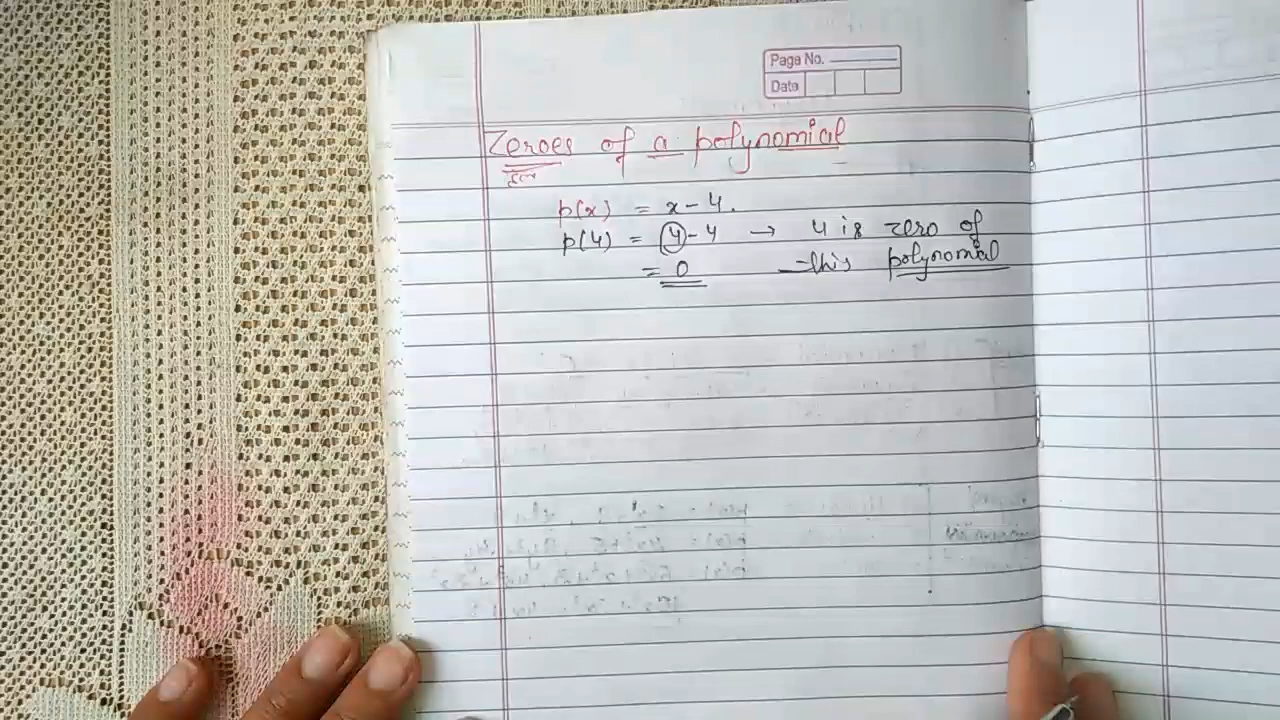 Page No.
Date
Zeroes of a polynomial
p(x) = x - 4.
p(4) = 4 - 4 → 4 is zero of
= 0 this polynomial